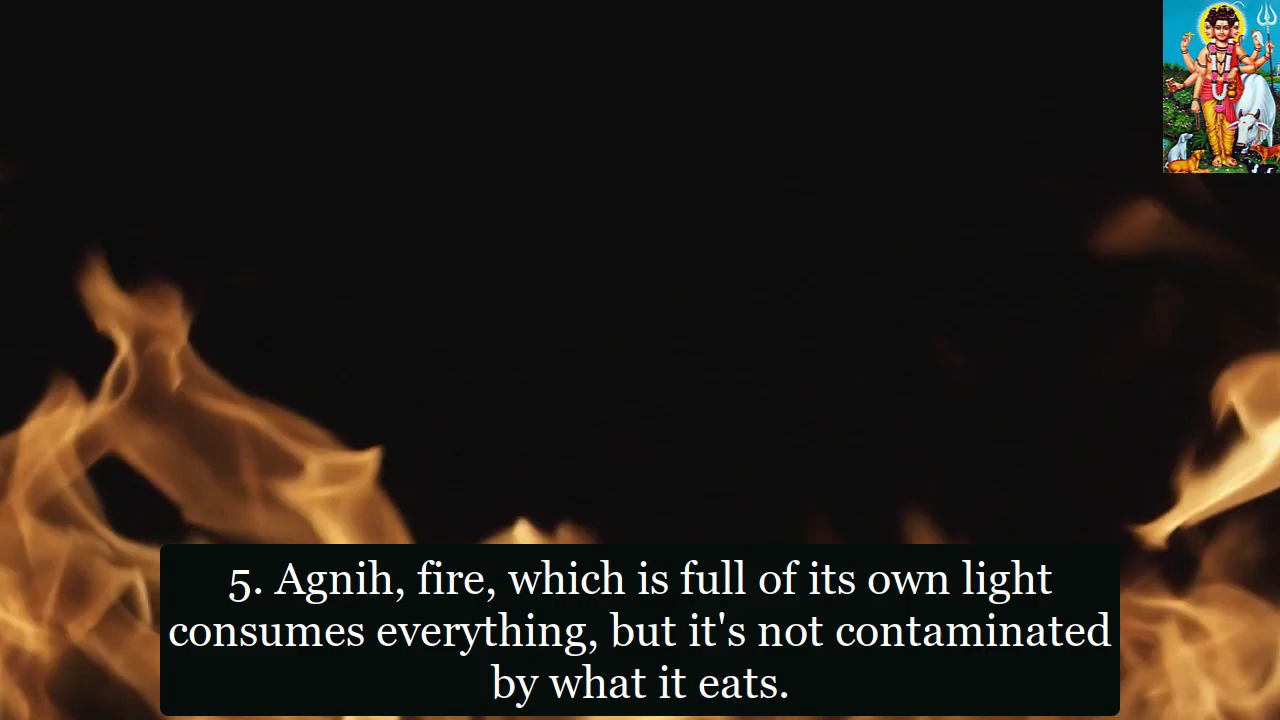 5. Agnih, fire, which is full of its own light
consumes everything, but it's not contaminated
by what it eats.